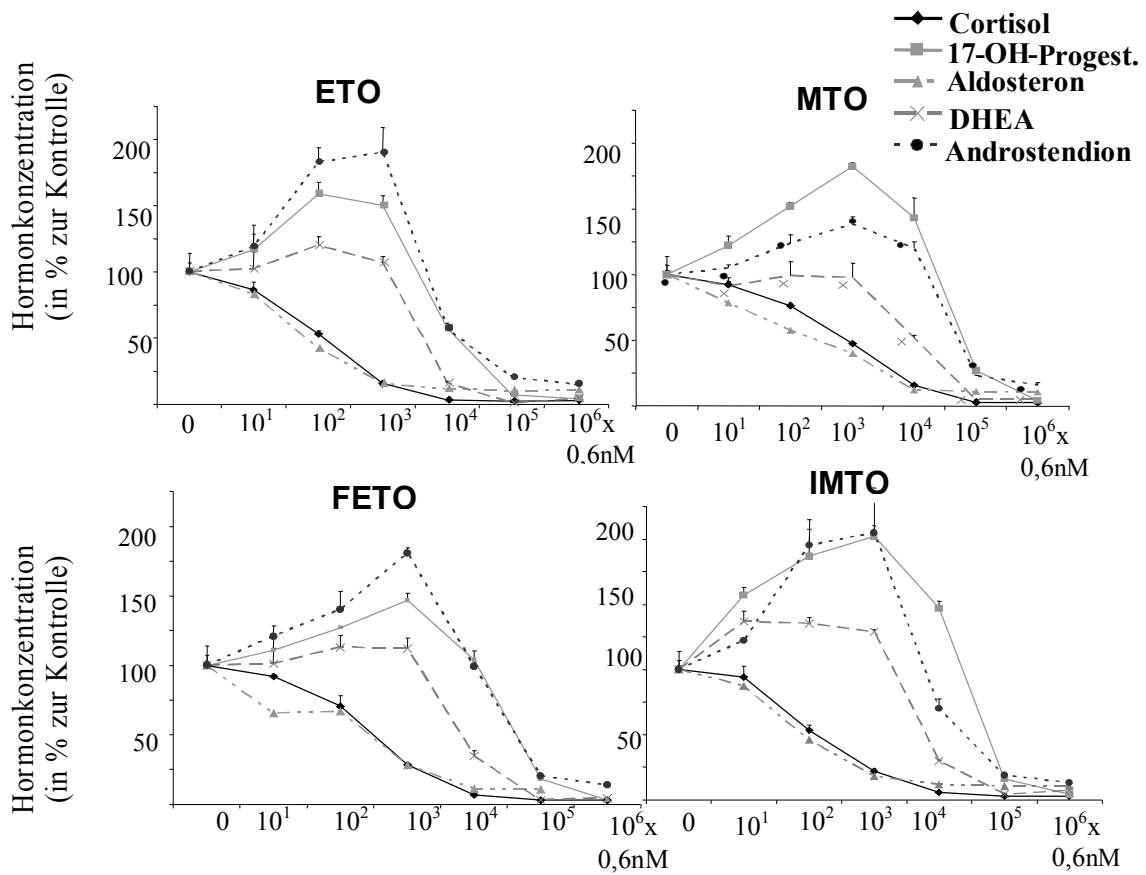 Cortisol
17-OH-Progest.
Aldosteron
DHEA
Androstendion
ETO
Hormonkonzentration
(in % zur Kontrolle)
200
150
100
50
0 10¹ 10² 10³ 10⁴ 10⁵ 10⁶x
0,6nM
MTO
200
150
100
50
0 10¹ 10² 10³ 10⁴ 10⁵ 10⁶x
0,6nM
FETO
Hormonkonzentration
(in % zur Kontrolle)
200
150
100
50
0 10¹ 10² 10³ 10⁴ 10⁵ 10⁶x
0,6nM
IMTO
200
150
100
50
0 10¹ 10² 10³ 10⁴ 10⁵ 10⁶x
0,6nM